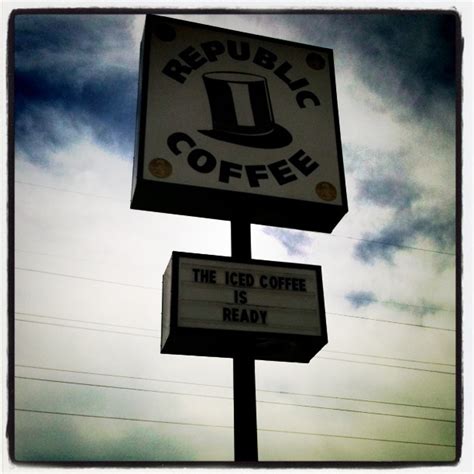 REPUBLIC
COFFEE
THE ICED COFFEE
IS
READY